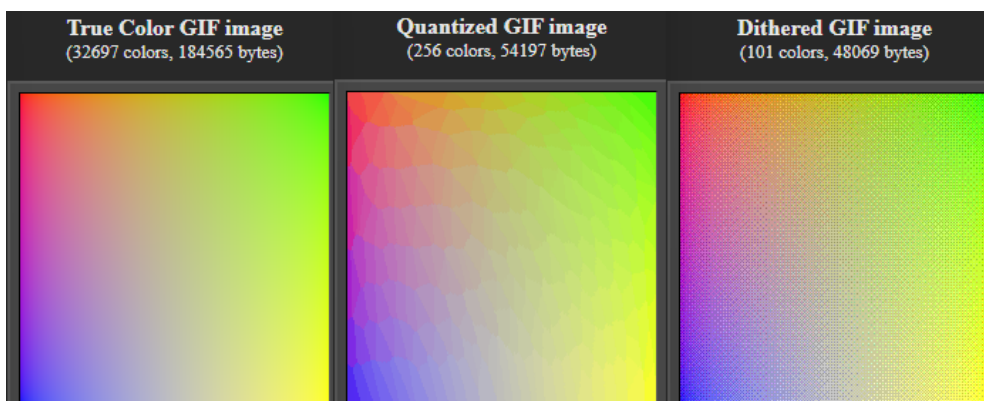 True Color GIF image
(32697 colors, 184565 bytes)
Quantized GIF image
(256 colors, 54197 bytes)
Dithered GIF image
(101 colors, 48069 bytes)